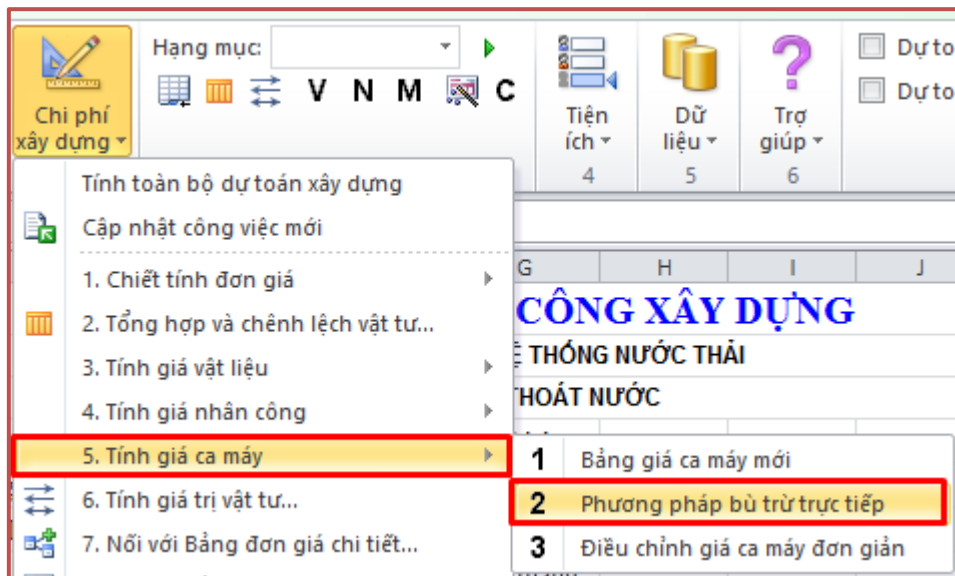 Hạng mục:
V N M C
Chi phí
xây dựng
Tiện
ích
Dữ
liệu
Trợ
giúp
Dự to
Dự to
4
5
6
Tính toàn bộ dự toán xây dựng
Cập nhật công việc mới
1. Chiết tính đơn giá
2. Tổng hợp và chênh lệch vật tư...
3. Tính giá vật liệu
4. Tính giá nhân công
5. Tính giá ca máy
6. Tính giá trị vật tư...
7. Nối với Bảng đơn giá chi tiết...
G H I J
CÔNG XÂY DỰNG
Ệ THỐNG NƯỚC THẢI
THOÁT NƯỚC
1 Bảng giá ca máy mới
2 Phương pháp bù trừ trực tiếp
3 Điều chỉnh giá ca máy đơn giản